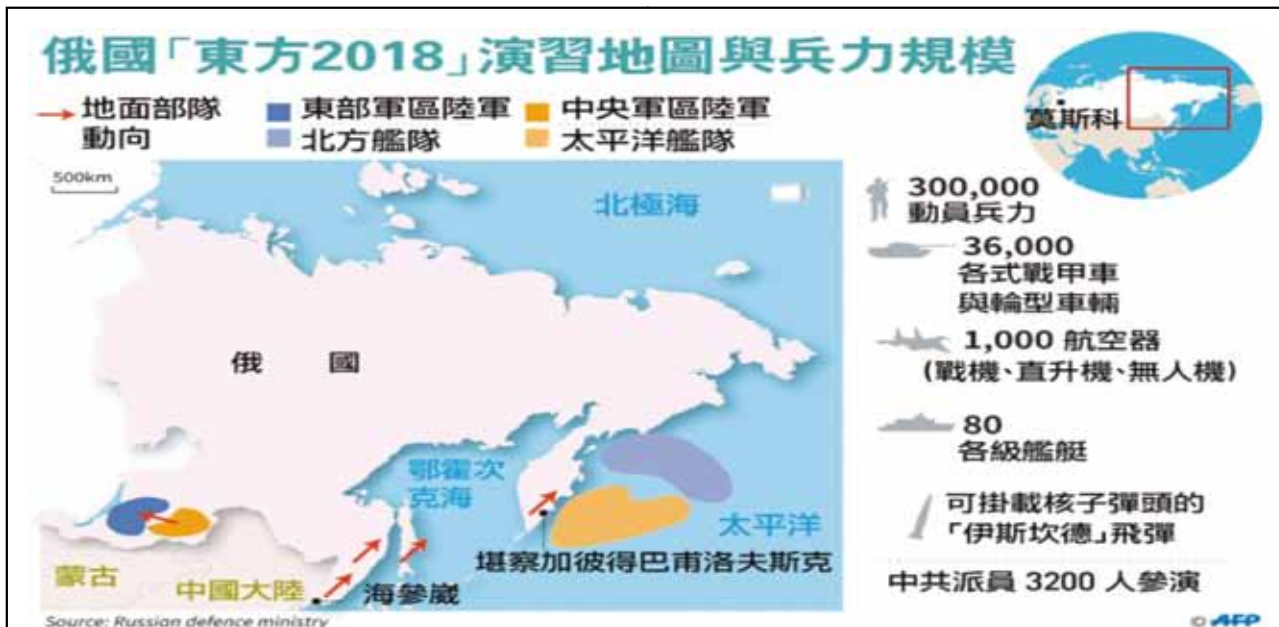 俄國「東方2018」演習地圖與兵力規模
地面部隊
動向
東部軍區陸軍
中央軍區陸軍
北方艦隊
太平洋艦隊
莫斯科
500km
北極海
俄 國
鄂霍次
克海
太平洋
堪察加彼得巴甫洛夫斯克
蒙古
中國大陸
海參崴
300,000
動員兵力
36,000
各式戰甲車
與輪型車輛
1,000 航空器
(戰機、直升機、無人機)
80
各級艦艇
可掛載核子彈頭的
「伊斯坎德」飛彈
中共派員 3200 人參演
Source: Russian defence ministry
© AFP